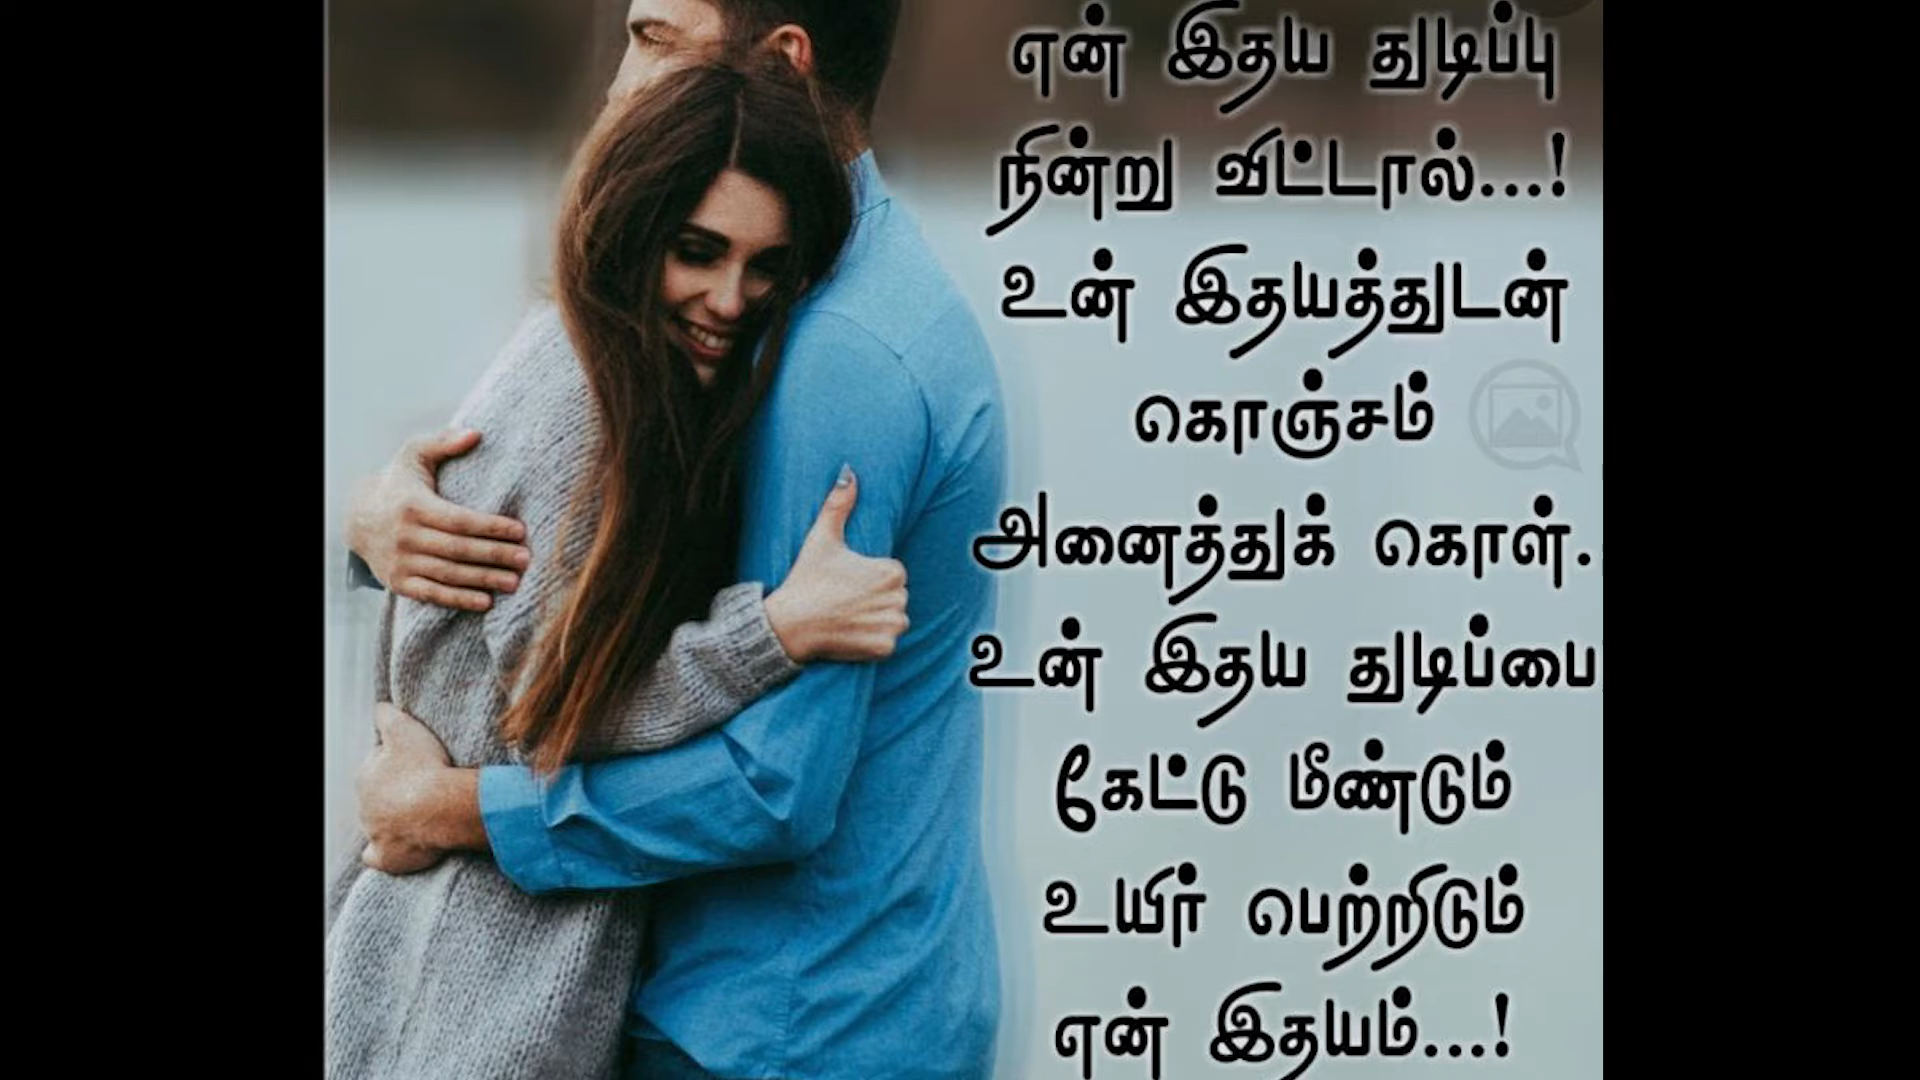 என் இதய துடிப்பு
நின்று விட்டால்...!
உன் இதயத்துடன்
கொஞ்சம்
அனைத்துக் கொள்.
உன் இதய துடிப்பை
கேட்டு மீண்டும்
உயிர் பெற்றிடும்
என் இதயம்...!